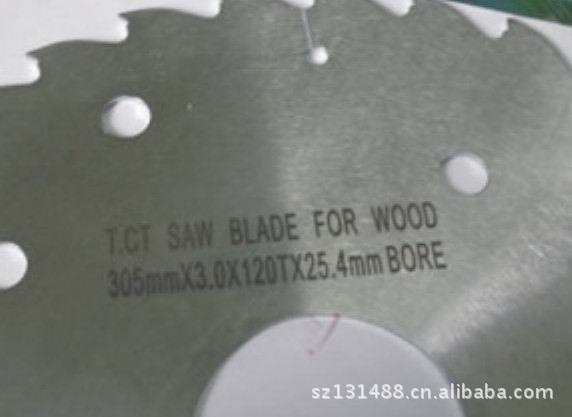 T.CT SAW BLADE FOR WOOD
305mmX3.0X120TX25.4mm BORE
sz131488.cn.alibaba.com